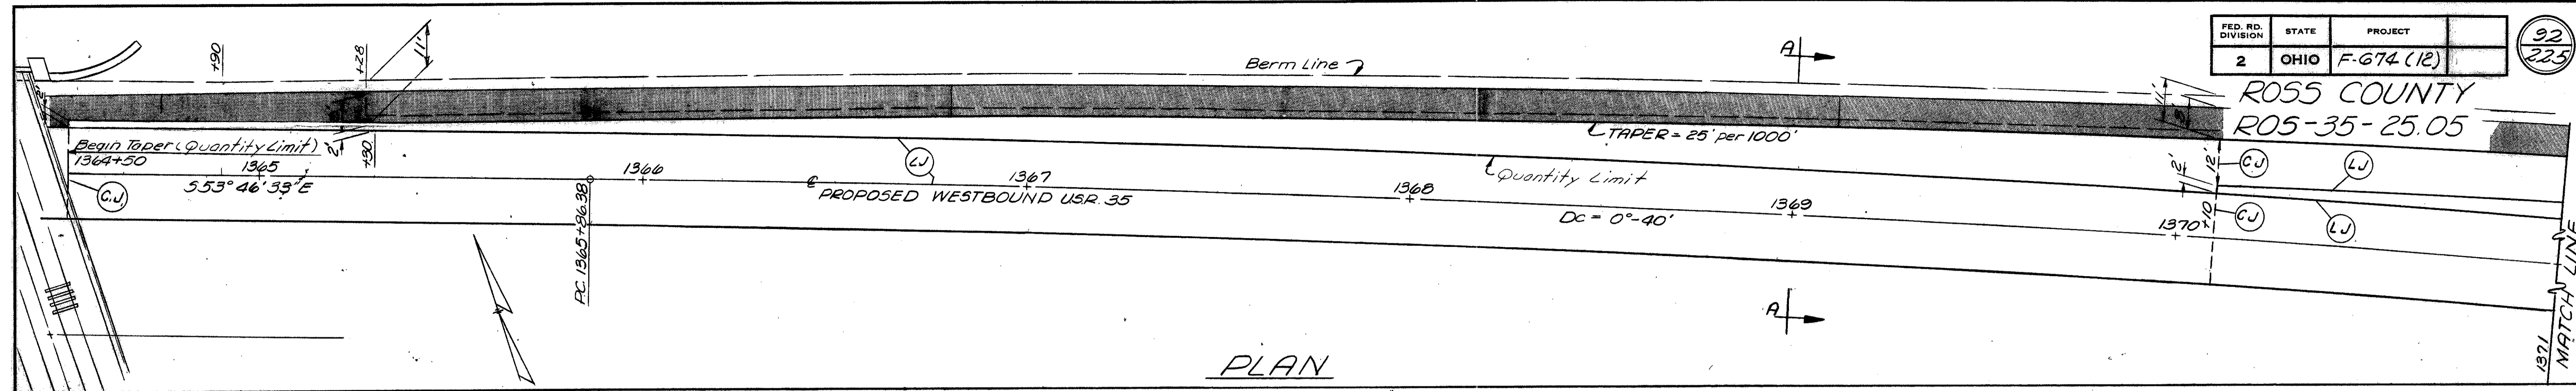 FED. RD. DIVISION STATE PROJECT
2 OHIO F-674 (12)
92
225
ROSS COUNTY
ROS-35-25.05
+90
+28
11'
Berm Line
A
11'
TAPER = 25' per 1000'
Begin Taper (Quantity Limit)
1364+50
2'
+30
LJ
Quantity Limit
2'
12'
CJ
LJ
1365
1366
1367
1368
1369
1370
+10
C.J.
S 53° 46' 33" E
℄
PROPOSED WESTBOUND U.S.R. 35
Dc = 0°-40'
CJ
LJ
P.C. 1365+86.38
A
PLAN
1371
MATCH LINE